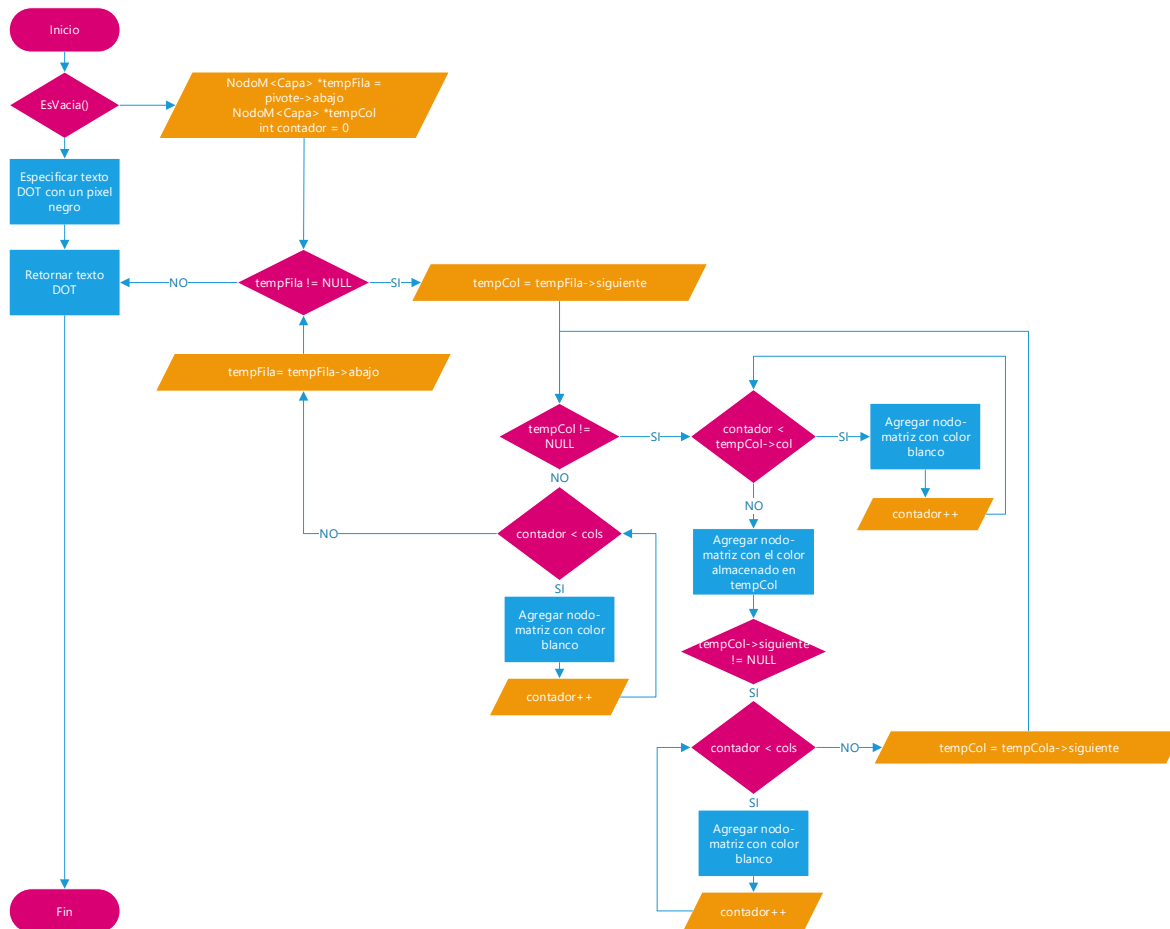 Inicio
EsVacia()
NodoM<Capa> *tempFila =
pivote->abajo
NodoM<Capa> *tempCol
int contador = 0
Especificar texto
DOT con un pixel
negro
Retornar texto
DOT
NO
tempFila != NULL
SI
tempCol = tempFila->siguiente
tempFila= tempFila->abajo
tempCol !=
NULL
SI
contador <
tempCol->col
SI
Agregar nodo-
matriz con color
blanco
contador++
NO
NO
contador < cols
NO
Agregar nodo-
matriz con el color
almacenado en
tempCol
SI
Agregar nodo-
matriz con color
blanco
contador++
tempCol->siguiente
!= NULL
SI
contador < cols
NO
tempCol = tempCola->siguiente
SI
Agregar nodo-
matriz con color
blanco
contador++
Fin